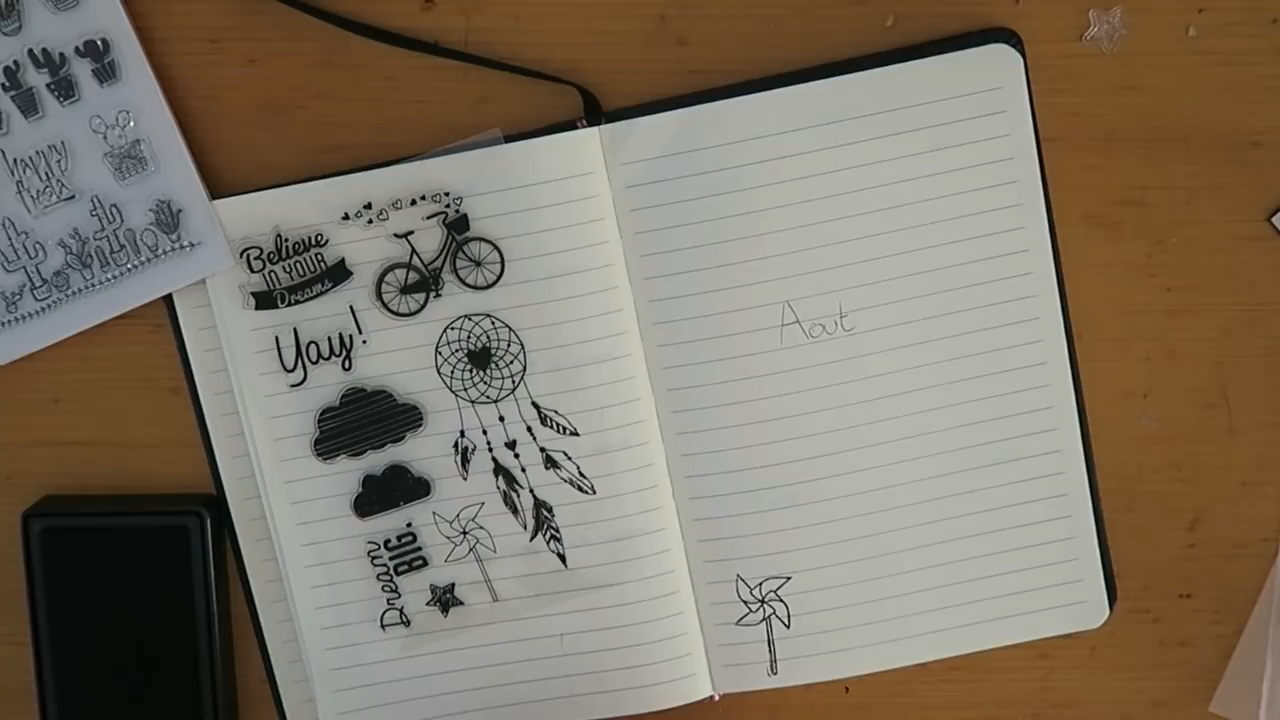 Happy
fiesta
Believe
IN YOUR
Dreams
Yay!
Dream
BIG.
Aout